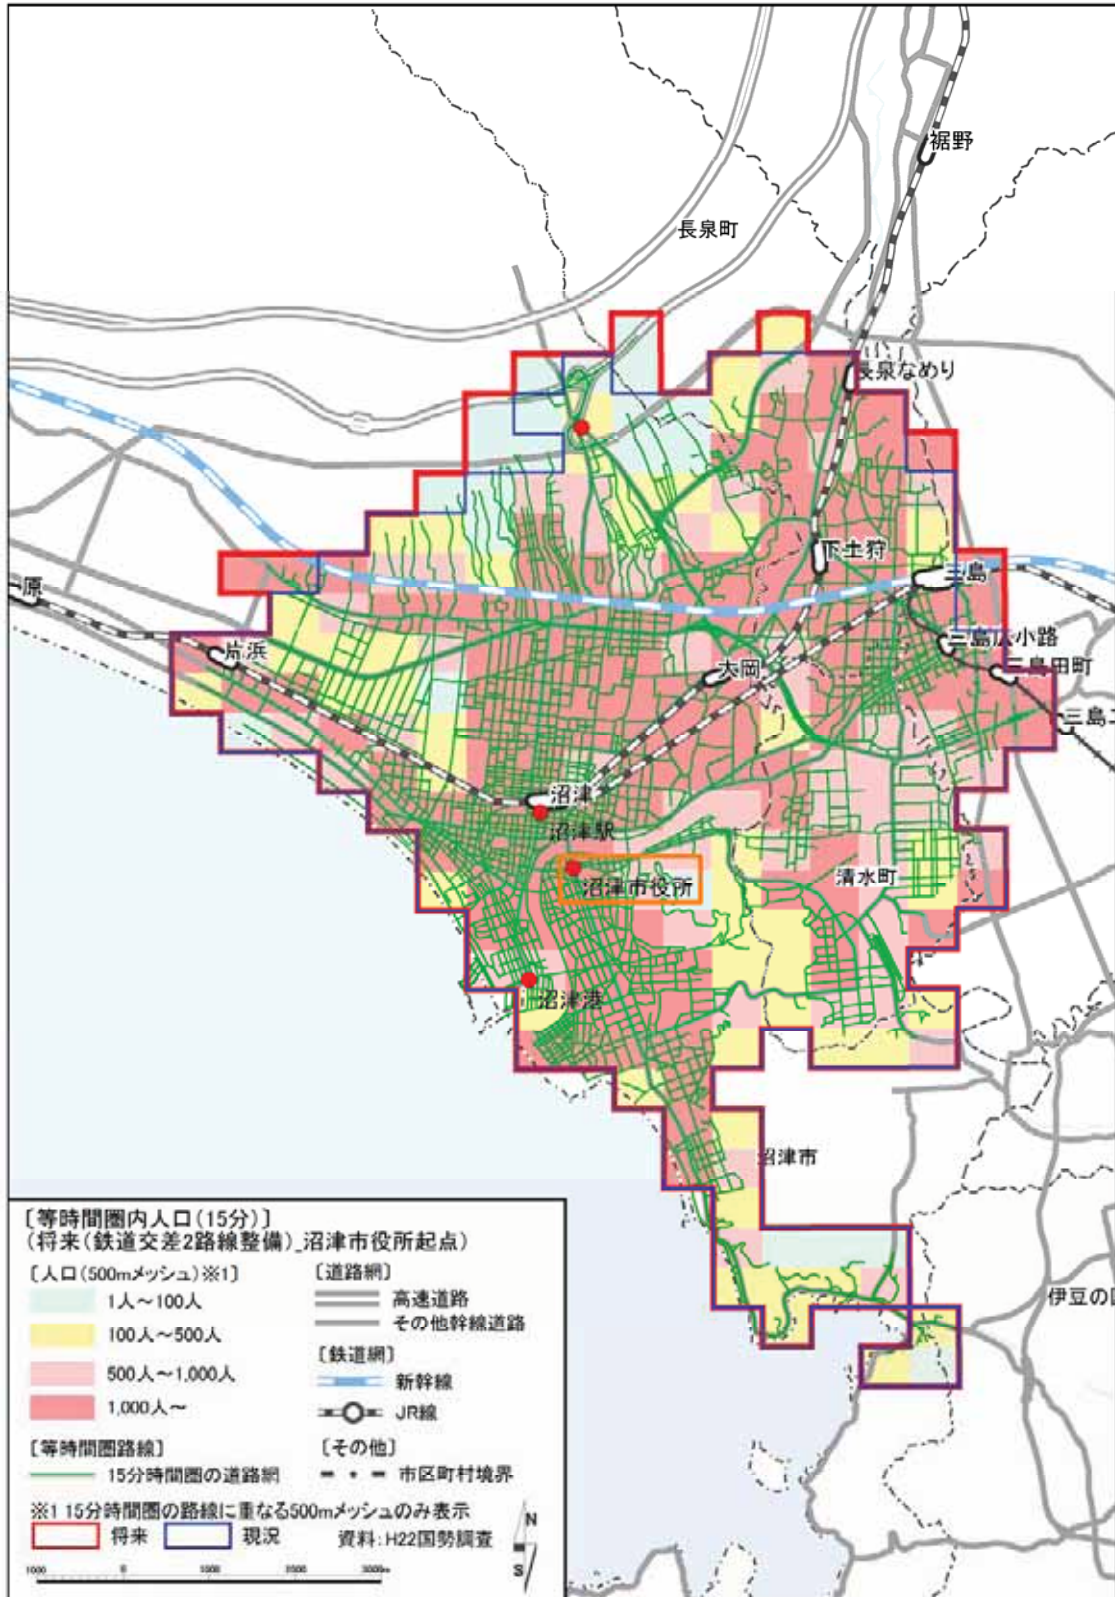 裾野
長泉町
長泉なめり
下土狩
三島
原
三島広小路
片浜
大岡
三島田町
三島二
沼津
沼津駅
清水町
沼津市役所
沼津港
沼津市
伊豆の国
[等時間圏内人口(15分)]
(将来(鉄道交差2路線整備)_沼津市役所起点)
[人口(500mメッシュ)※1]
1人～100人
100人～500人
500人～1,000人
1,000人～
[道路網]
高速道路
その他幹線道路
[鉄道網]
新幹線
JR線
[等時間圏路線]
15分時間圏の道路網
[その他]
市区町村境界
※1 15分時間圏の路線に重なる500mメッシュのみ表示
将来 現況 資料:H22国勢調査
N
S
1000 0 1000 2000 3000m